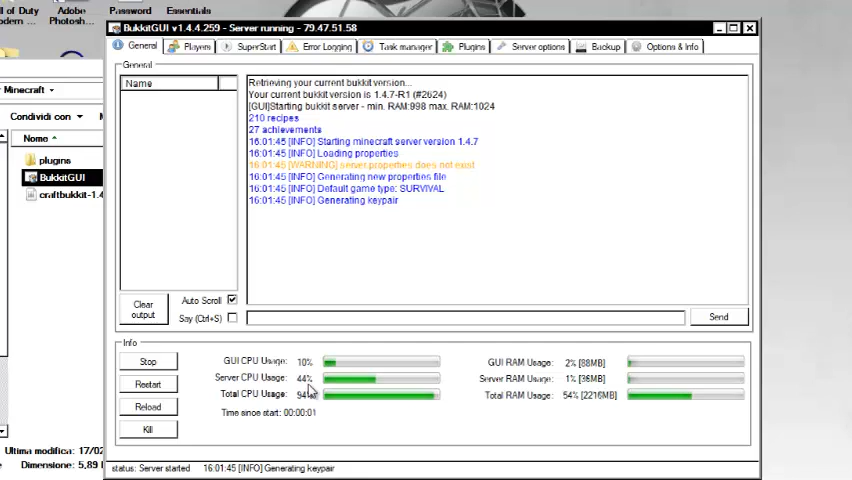 all of Duty
odern ...
Adobe
Photosh...
Password
Essentials
BukkitGUI v1.4.4.259 - Server running - 79.47.51.58
General
Players
SuperStart
Error Logging
Task manager
Plugins
Server options
Backup
Options & Info
Minecraft
Condividi con
Nome
plugins
BukkitGUI
craftbukkit-1.4
General
Name
Retrieving your current bukkit version...
Your current bukkit version is 1.4.7-R1 (#2624)
[GUI]Starting bukkit server - min. RAM:998 max. RAM:1024
210 recipes
27 achievements
16:01:45 [INFO] Starting minecraft server version 1.4.7
16:01:45 [INFO] Loading properties
16:01:45 [WARNING] server.properties does not exist
16:01:45 [INFO] Generating new properties file
16:01:45 [INFO] Default game type: SURVIVAL
16:01:45 [INFO] Generating keypair
Clear
output
Auto Scroll
Say (Ctrl+S)
Send
Info
Stop
Restart
Reload
Kill
GUI CPU Usage: 10%
Server CPU Usage: 44%
Total CPU Usage: 94%
Time since start: 00:00:01
GUI RAM Usage: 2% [88MB]
Server RAM Usage: 1% [36MB]
Total RAM Usage: 54% [2216MB]
Ultima modifica: 17/02
Dimensione: 5,89
status: Server started
16:01:45 [INFO] Generating keypair